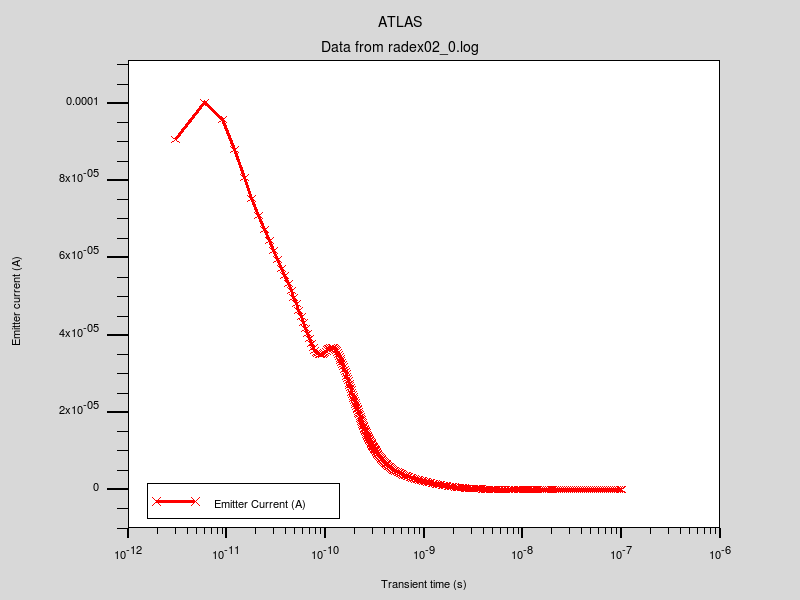 ATLAS
Data from radex02_0.log
Emitter current (A)
0.0001
8x10-05
6x10-05
4x10-05
2x10-05
0
Emitter Current (A)
10-12 10-11 10-10 10-9 10-8 10-7 10-6
Transient time (s)